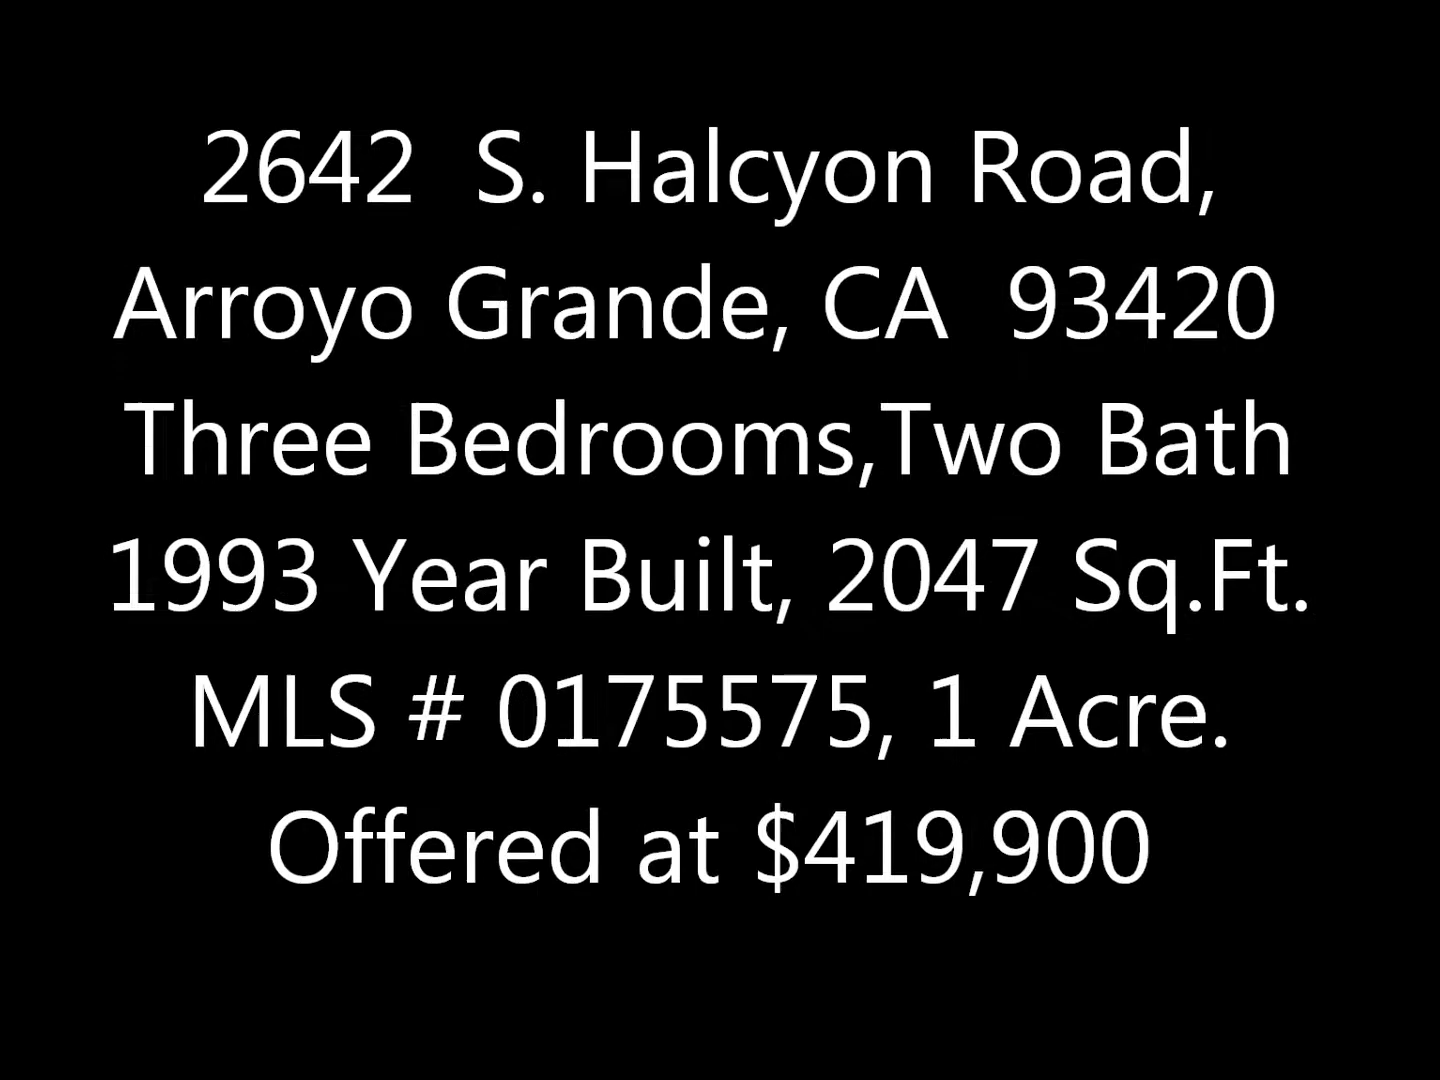 2642  S. Halcyon Road,
Arroyo Grande, CA  93420
Three Bedrooms,Two Bath
1993 Year Built, 2047 Sq.Ft.
MLS # 0175575, 1 Acre.
Offered at $419,900